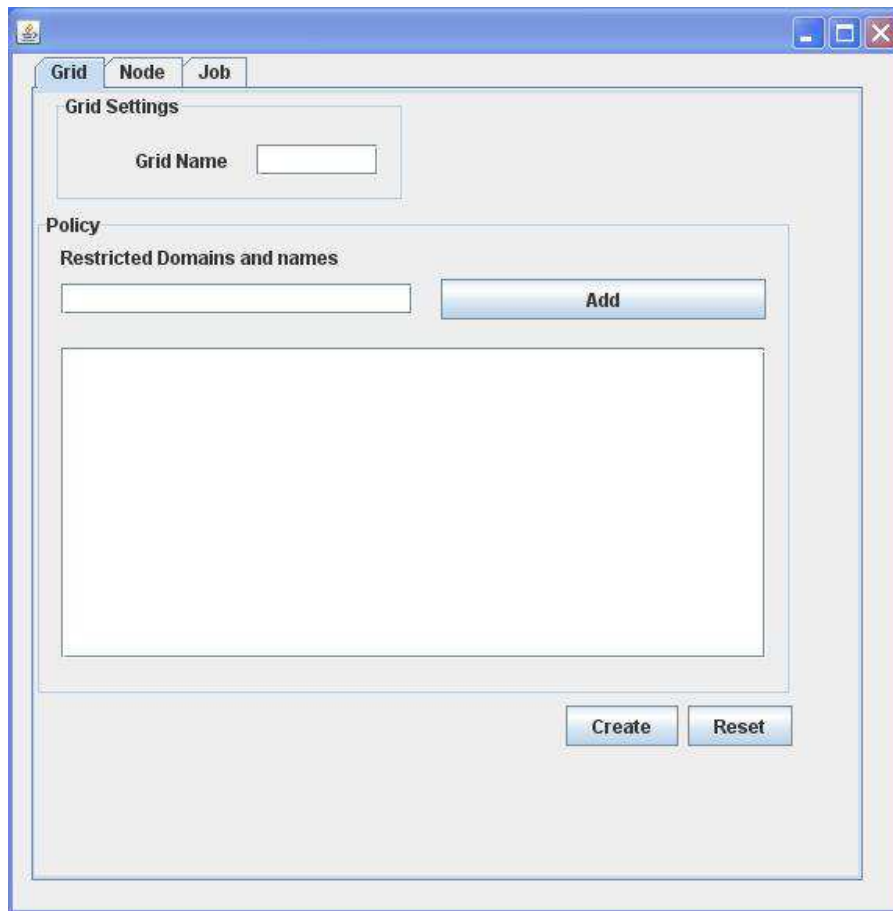 Grid Node Job
Grid Settings
Grid Name
Policy
Restricted Domains and names
Add
Create Reset